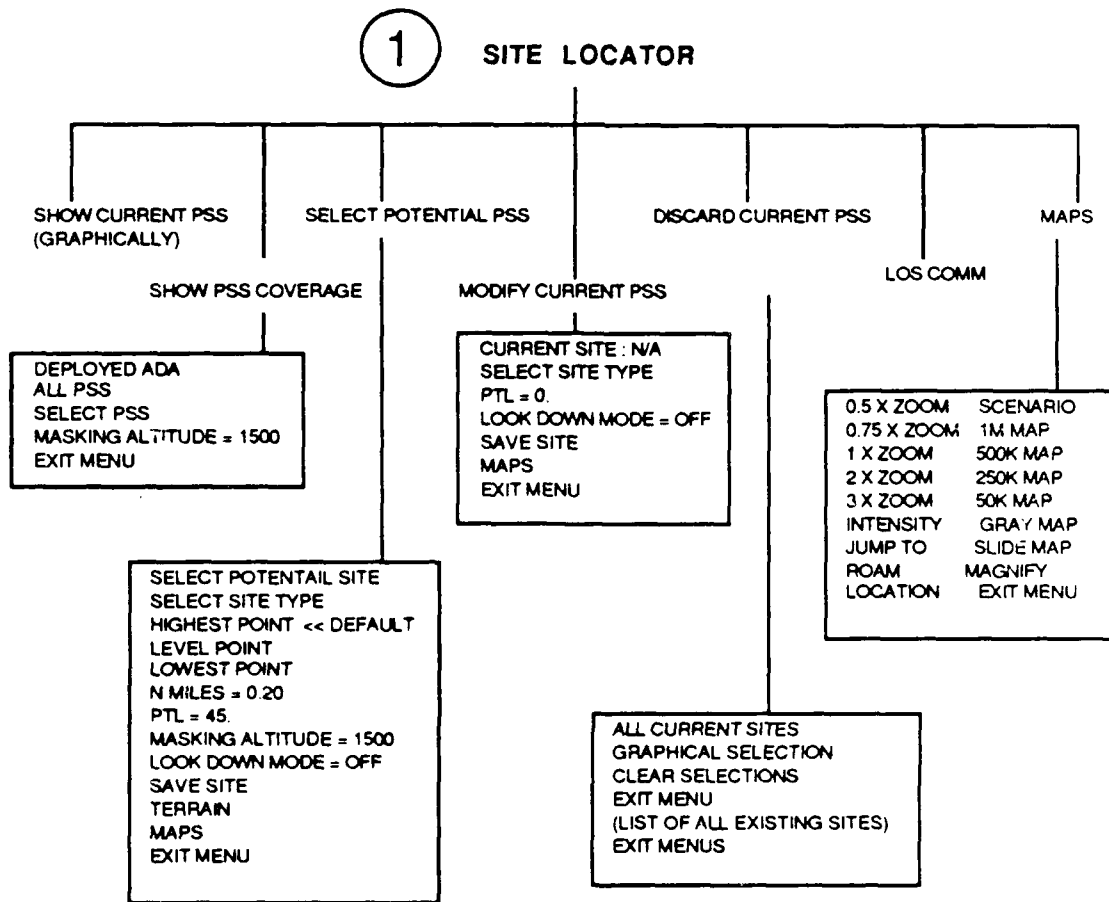 1 SITE LOCATOR
SHOW CURRENT PSS
(GRAPHICALLY)
SELECT POTENTIAL PSS
DISCARD CURRENT PSS
MAPS
LOS COMM
SHOW PSS COVERAGE
MODIFY CURRENT PSS
DEPLOYED ADA
ALL PSS
SELECT PSS
MASKING ALTITUDE = 1500
EXIT MENU
CURRENT SITE : N/A
SELECT SITE TYPE
PTL = 0.
LOOK DOWN MODE = OFF
SAVE SITE
MAPS
EXIT MENU
0.5 X ZOOM SCENARIO
0.75 X ZOOM 1M MAP
1 X ZOOM 500K MAP
2 X ZOOM 250K MAP
3 X ZOOM 50K MAP
INTENSITY GRAY MAP
JUMP TO SLIDE MAP
ROAM MAGNIFY
LOCATION EXIT MENU
SELECT POTENTAIL SITE
SELECT SITE TYPE
HIGHEST POINT << DEFAULT
LEVEL POINT
LOWEST POINT
N MILES = 0.20
PTL = 45.
MASKING ALTITUDE = 1500
LOOK DOWN MODE = OFF
SAVE SITE
TERRAIN
MAPS
EXIT MENU
ALL CURRENT SITES
GRAPHICAL SELECTION
CLEAR SELECTIONS
EXIT MENU
(LIST OF ALL EXISTING SITES)
EXIT MENUS